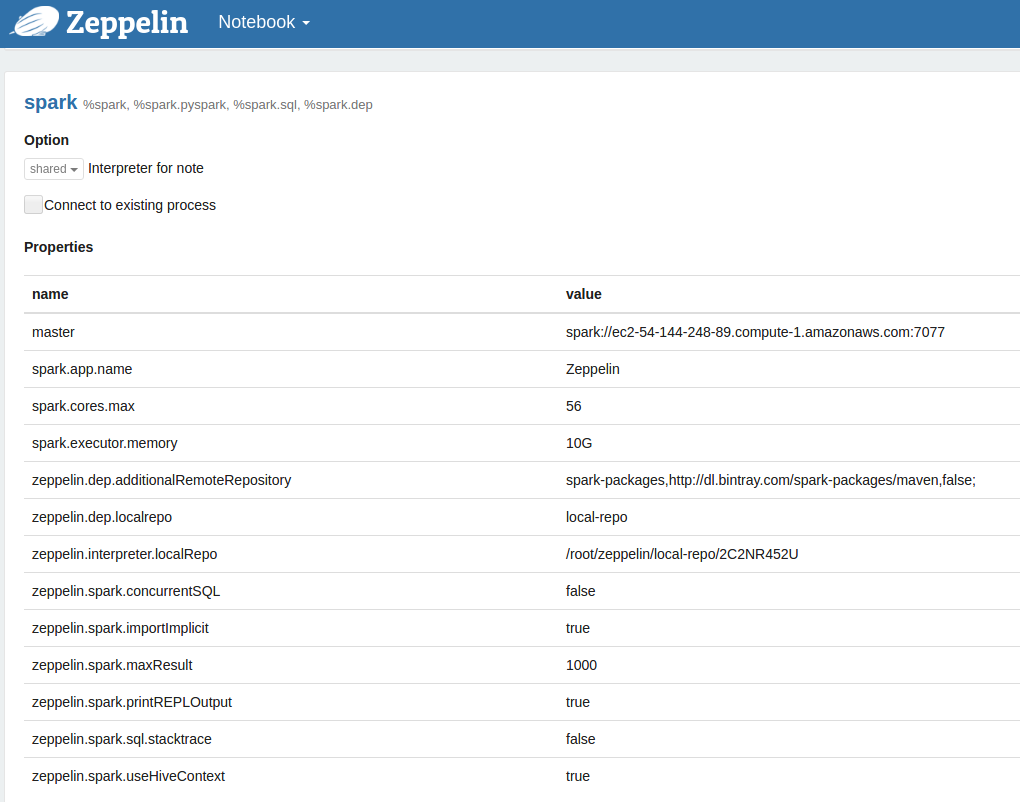 Zeppelin Notebook
spark %spark, %spark.pyspark, %spark.sql, %spark.dep
Option
shared Interpreter for note
Connect to existing process
Properties
name value
master spark://ec2-54-144-248-89.compute-1.amazonaws.com:7077
spark.app.name Zeppelin
spark.cores.max 56
spark.executor.memory 10G
zeppelin.dep.additionalRemoteRepository spark-packages,http://dl.bintray.com/spark-packages/maven,false;
zeppelin.dep.localrepo local-repo
zeppelin.interpreter.localRepo /root/zeppelin/local-repo/2C2NR452U
zeppelin.spark.concurrentSQL false
zeppelin.spark.importImplicit true
zeppelin.spark.maxResult 1000
zeppelin.spark.printREPLOutput true
zeppelin.spark.sql.stacktrace false
zeppelin.spark.useHiveContext true